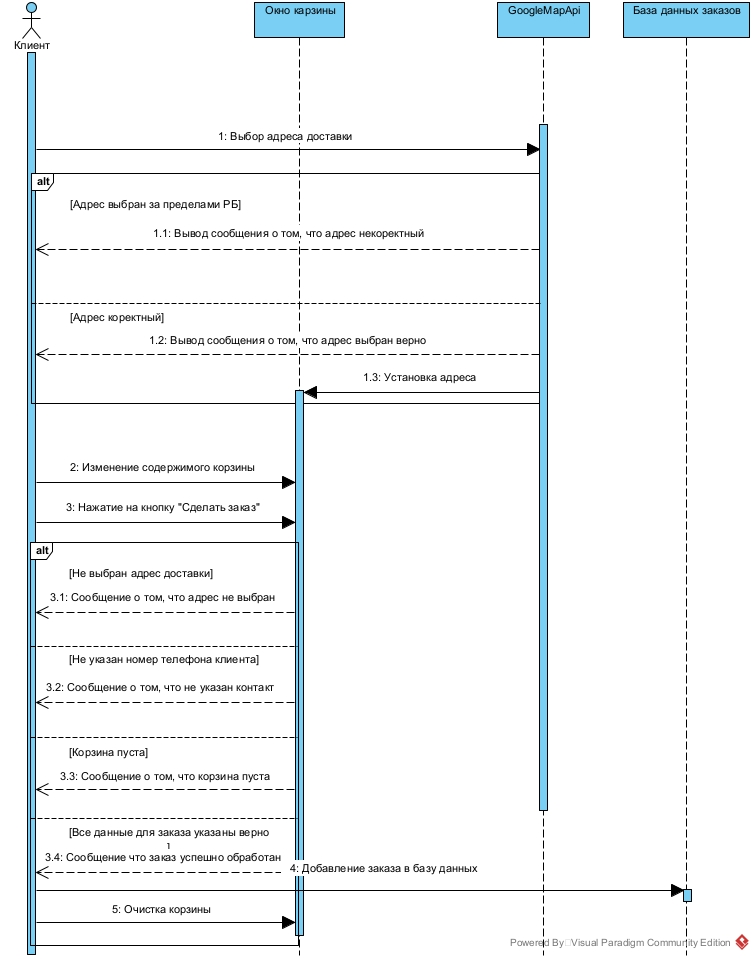 Окно карзины
GoogleMapApi
База данных заказов
Клиент
1: Выбор адреса доставки
alt
[Адрес выбран за пределами РБ]
1.1: Вывод сообщения о том, что адрес некоректный
[Адрес коректный]
1.2: Вывод сообщения о том, что адрес выбран верно
1.3: Установка адреса
2: Изменение содержимого корзины
3: Нажатие на кнопку "Сделать заказ"
alt
[Не выбран адрес доставки]
3.1: Сообщение о том, что адрес не выбран
[Не указан номер телефона клиента]
3.2: Сообщение о том, что не указан контакт
[Корзина пуста]
3.3: Сообщение о том, что корзина пуста
[Все данные для заказа указаны верно
]
3.4: Сообщение что заказ успешно обработан
4: Добавление заказа в базу данных
5: Очистка корзины
Powered By Visual Paradigm Community Edition